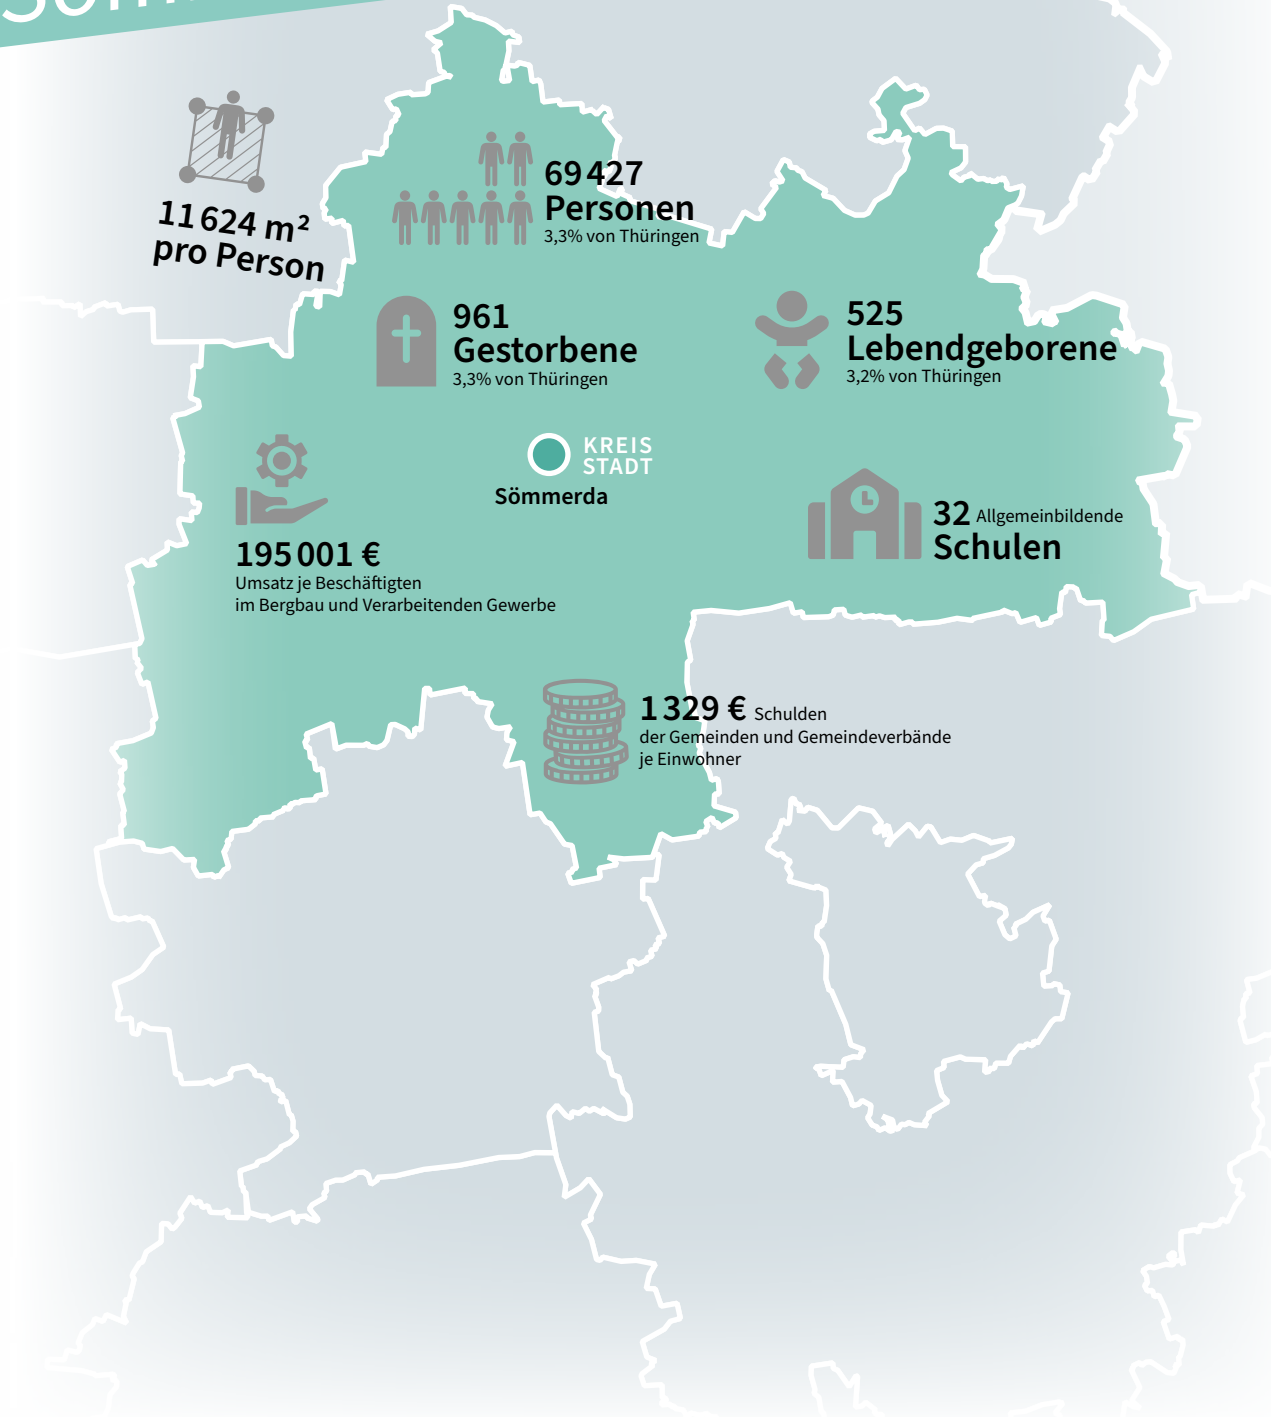 69 427
Personen
3,3% von Thüringen
11 624 m²
pro Person
961
Gestorbene
3,3% von Thüringen
525
Lebendgeborene
3,2% von Thüringen
KREIS
STADT
Sömmerda
32 Allgemeinbildende
Schulen
195 001 €
Umsatz je Beschäftigten
im Bergbau und Verarbeitenden Gewerbe
1 329 € Schulden
der Gemeinden und Gemeindeverbände
je Einwohner